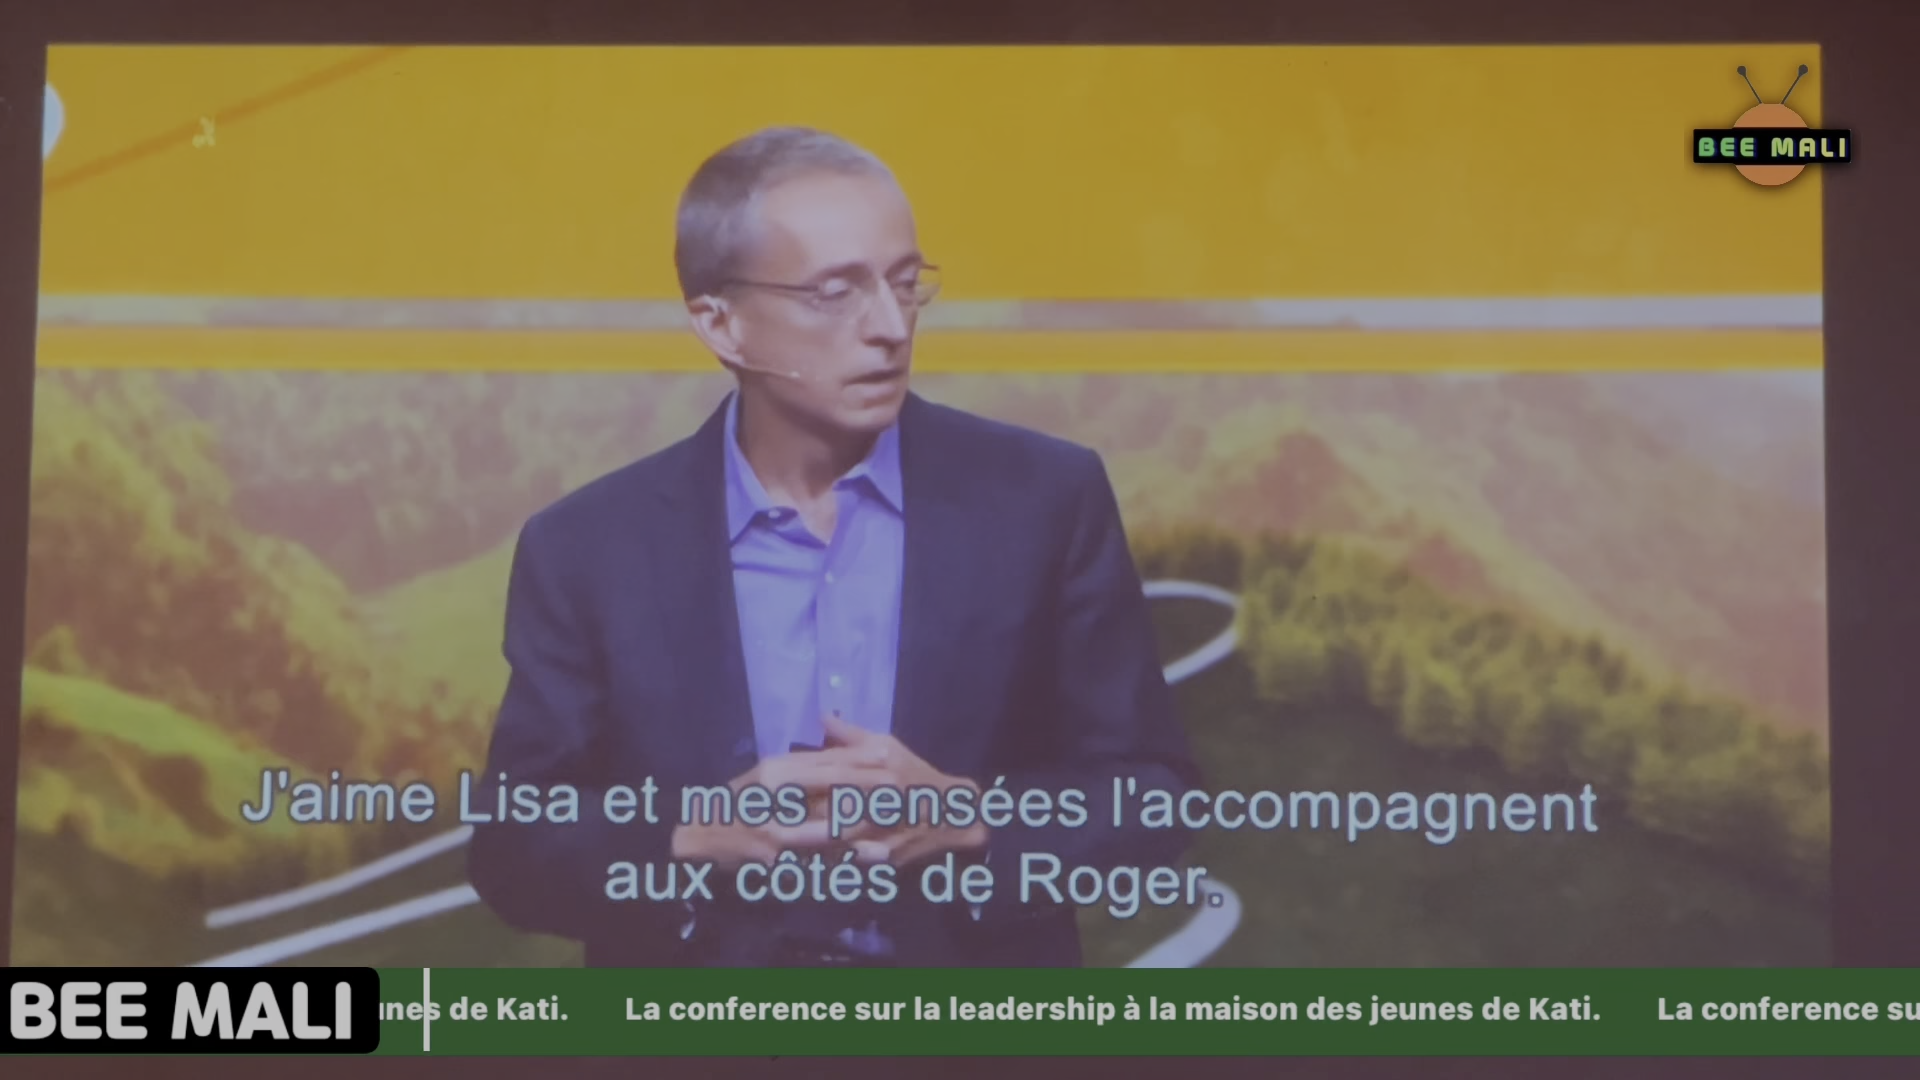 BEE MALI
J'aime Lisa et mes pensées l'accompagnent
aux côtés de Roger.
BEE MALI
unes de Kati. La conference sur la leadership à la maison des jeunes de Kati. La conference su